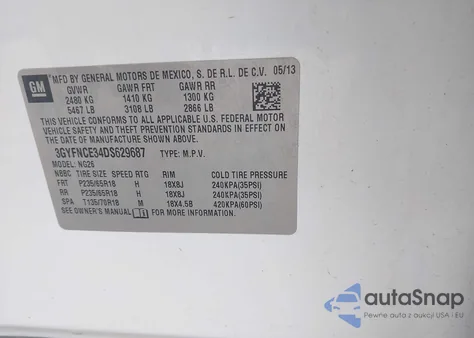 GM
MFD BY GENERAL MOTORS DE MEXICO, S. DE R.L. DE C.V. 05/13
GVWR GAWR FRT GAWR RR
2480 KG 1410 KG 1300 KG
5467 LB 3108 LB 2866 LB
THIS VEHICLE CONFORMS TO ALL APPLICABLE U.S. FEDERAL MOTOR
VEHICLE SAFETY, BUMPER, AND THEFT PREVENTION STANDARDS IN EFFECT ON
THE DATE OF MANUFACTURE SHOWN ABOVE.
3GYFNCE34DS629687 TYPE: M.P.V.
MODEL: NG26
NBBC TIRE SIZE SPEED RTG RIM COLD TIRE PRESSURE
FRT P235/65R18 H 18X8J 240KPA(35PSI)
RR P235/65R18 H 18X8J 240KPA(35PSI)
SPA T135/70R18 M 18X4.5B 420KPA(60PSI)
SEE OWNER'S MANUAL i FOR MORE INFORMATION.
autaSnap
Pewne auta z aukcji USA i EU